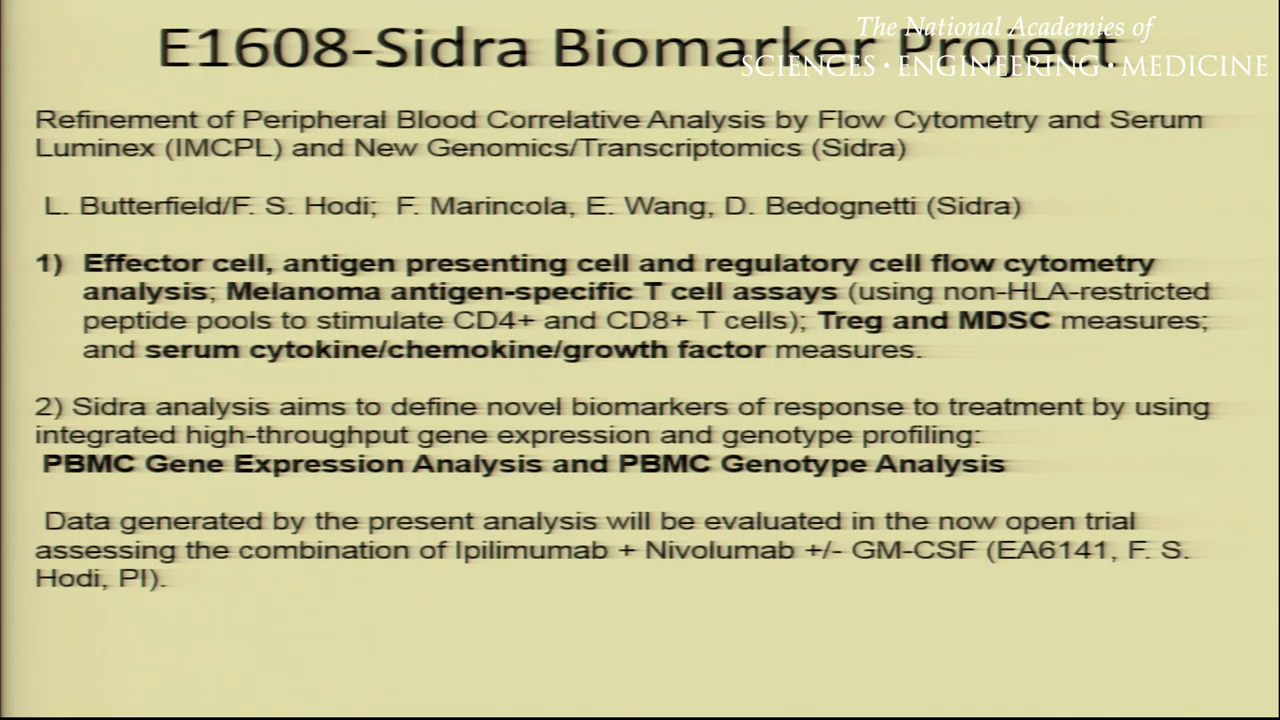 The National Academies of
SCIENCES · ENGINEERING · MEDICINE
E1608-Sidra Biomarker Project
Refinement of Peripheral Blood Correlative Analysis by Flow Cytometry and Serum
Luminex (IMCPL) and New Genomics/Transcriptomics (Sidra)
L. Butterfield/F. S. Hodi; F. Marincola, E. Wang, D. Bedognetti (Sidra)
1) Effector cell, antigen presenting cell and regulatory cell flow cytometry
analysis; Melanoma antigen-specific T cell assays (using non-HLA-restricted
peptide pools to stimulate CD4+ and CD8+ T cells); Treg and MDSC measures;
and serum cytokine/chemokine/growth factor measures.
2) Sidra analysis aims to define novel biomarkers of response to treatment by using
integrated high-throughput gene expression and genotype profiling:
PBMC Gene Expression Analysis and PBMC Genotype Analysis
Data generated by the present analysis will be evaluated in the now open trial
assessing the combination of Ipilimumab + Nivolumab +/- GM-CSF (EA6141, F. S.
Hodi, PI).